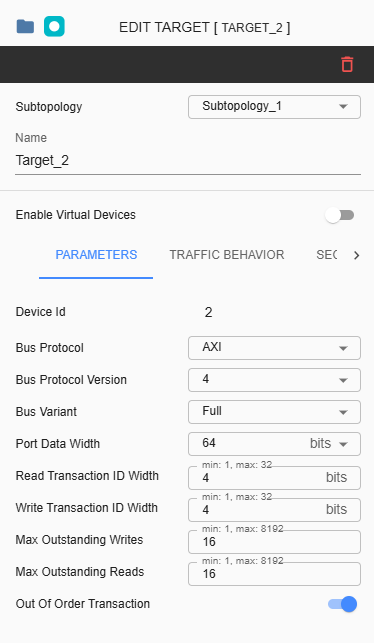 EDIT TARGET [ TARGET_2 ]
Subtopology Subtopology_1
Name
Target_2
Enable Virtual Devices
PARAMETERS TRAFFIC BEHAVIOR SEC
Device Id 2
Bus Protocol AXI
Bus Protocol Version 4
Bus Variant Full
Port Data Width 64 bits
min: 1, max: 32
Read Transaction ID Width 4 bits
min: 1, max: 32
Write Transaction ID Width 4 bits
min: 1, max: 8192
Max Outstanding Writes 16
min: 1, max: 8192
Max Outstanding Reads 16
Out Of Order Transaction